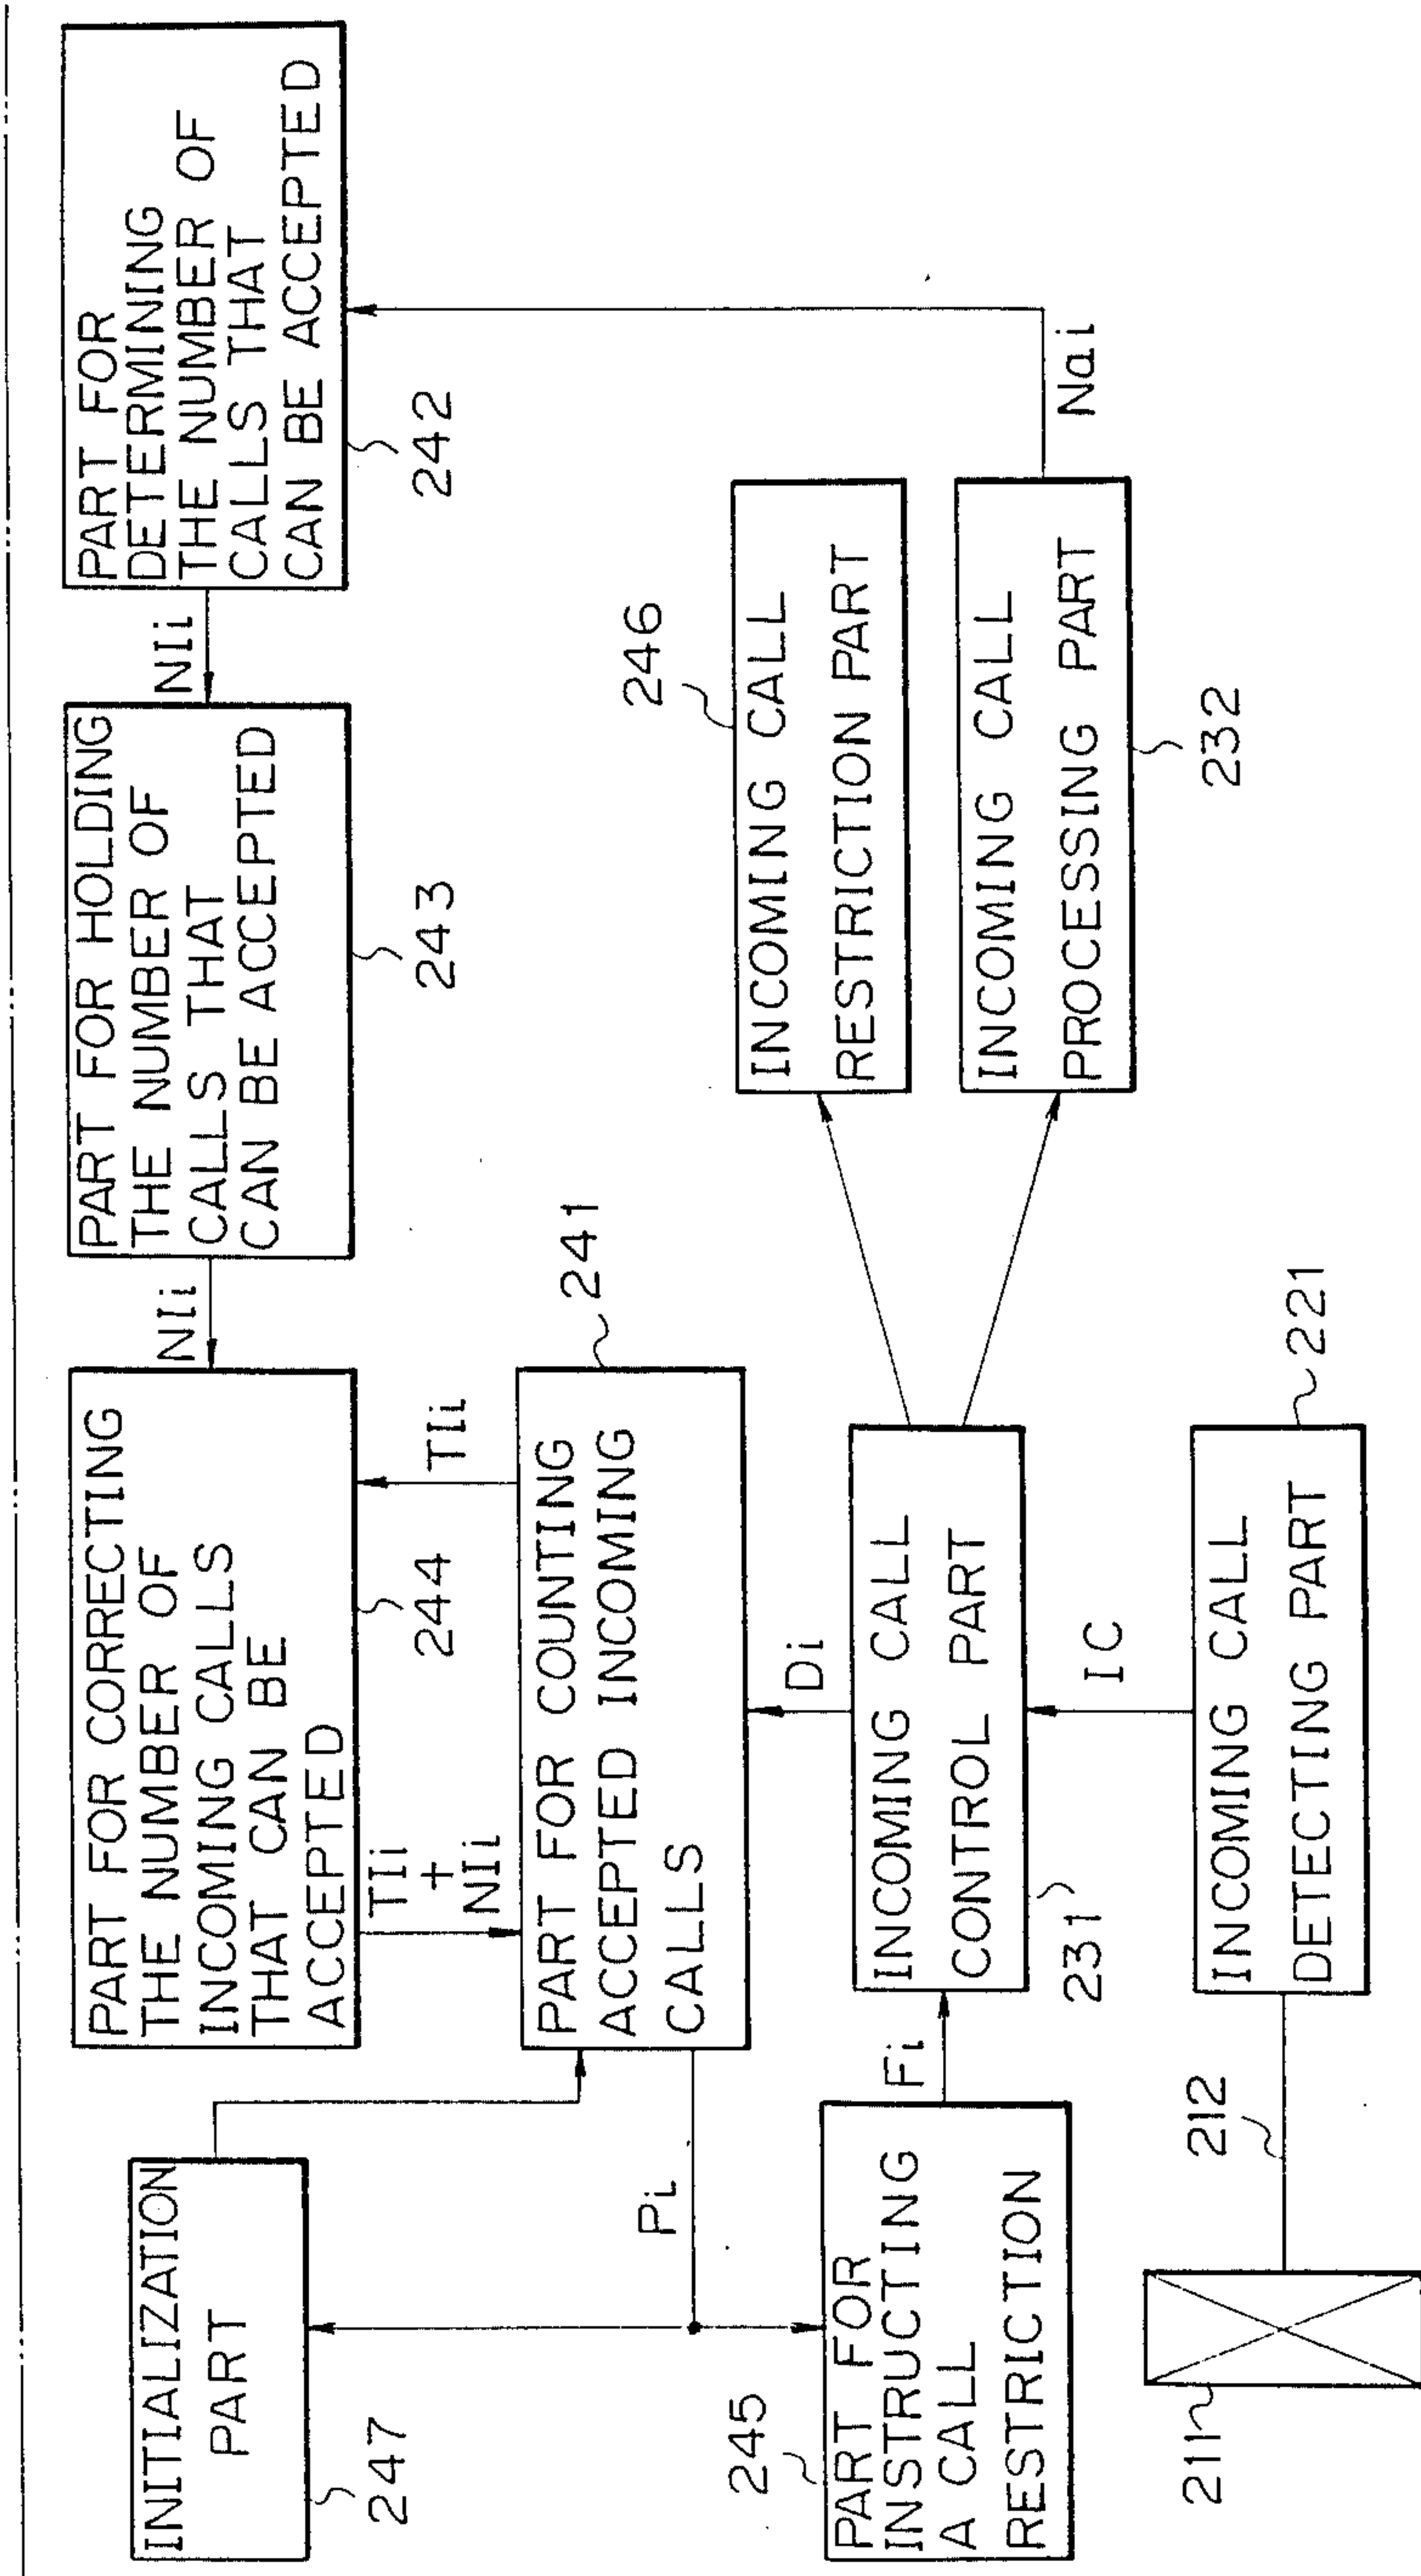 INITIALIZATION
PART
247
PART FOR CORRECTING
THE NUMBER OF
INCOMING CALLS
THAT CAN BE
ACCEPTED
244
NIi
PART FOR HOLDING
THE NUMBER OF
CALLS THAT
CAN BE ACCEPTED
243
NIi
PART FOR
DETERMINING
THE NUMBER OF
CALLS THAT
CAN BE ACCEPTED
242
TIi
+
NIi
TIi
PART FOR COUNTING
ACCEPTED INCOMING
CALLS
241
Pi
Di
245
PART FOR
INSTRUCTING
A CALL
RESTRICTION
Fi
INCOMING CALL
CONTROL PART
231
246
INCOMING CALL
RESTRICTION PART
INCOMING CALL
PROCESSING PART
232
Nai
IC
211
212
INCOMING CALL
DETECTING PART
221